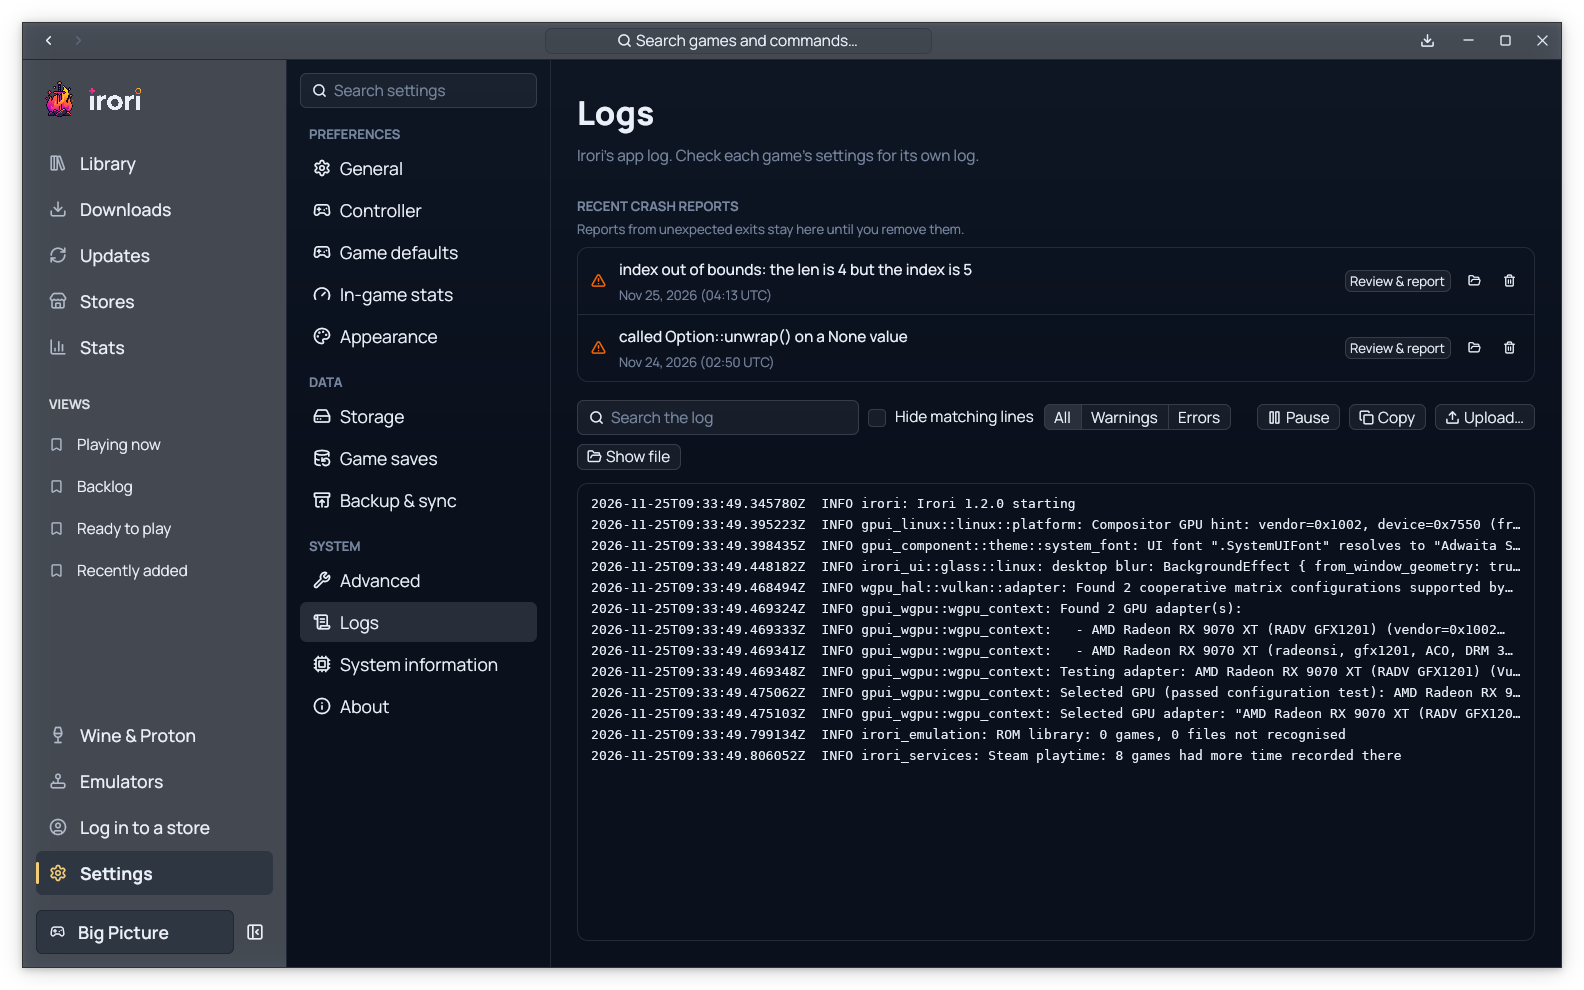 Search games and commands...
irori
Library
Downloads
Updates
Stores
Stats
VIEWS
Playing now
Backlog
Ready to play
Recently added
Wine & Proton
Emulators
Log in to a store
Settings
Big Picture
Search settings
PREFERENCES
General
Controller
Game defaults
In-game stats
Appearance
DATA
Storage
Game saves
Backup & sync
SYSTEM
Advanced
Logs
System information
About
Logs
Irori's app log. Check each game's settings for its own log.
RECENT CRASH REPORTS
Reports from unexpected exits stay here until you remove them.
index out of bounds: the len is 4 but the index is 5
Nov 25, 2026 (04:13 UTC)
Review & report
called Option::unwrap() on a None value
Nov 24, 2026 (02:50 UTC)
Review & report
Search the log
Hide matching lines
All Warnings Errors
Pause
Copy
Upload...
Show file
2026-11-25T09:33:49.345780Z  INFO irori: Irori 1.2.0 starting
2026-11-25T09:33:49.395223Z  INFO gpui_linux::linux::platform: Compositor GPU hint: vendor=0x1002, device=0x7550 (fr…
2026-11-25T09:33:49.398435Z  INFO gpui_component::theme::system_font: UI font ".SystemUIFont" resolves to "Adwaita S…
2026-11-25T09:33:49.448182Z  INFO irori_ui::glass::linux: desktop blur: BackgroundEffect { from_window_geometry: tru…
2026-11-25T09:33:49.468494Z  INFO wgpu_hal::vulkan::adapter: Found 2 cooperative matrix configurations supported by…
2026-11-25T09:33:49.469324Z  INFO gpui_wgpu::wgpu_context: Found 2 GPU adapter(s):
2026-11-25T09:33:49.469333Z  INFO gpui_wgpu::wgpu_context:   - AMD Radeon RX 9070 XT (RADV GFX1201) (vendor=0x1002…
2026-11-25T09:33:49.469341Z  INFO gpui_wgpu::wgpu_context:   - AMD Radeon RX 9070 XT (radeonsi, gfx1201, ACO, DRM 3…
2026-11-25T09:33:49.469348Z  INFO gpui_wgpu::wgpu_context: Testing adapter: AMD Radeon RX 9070 XT (RADV GFX1201) (Vu…
2026-11-25T09:33:49.475062Z  INFO gpui_wgpu::wgpu_context: Selected GPU (passed configuration test): AMD Radeon RX 9…
2026-11-25T09:33:49.475103Z  INFO gpui_wgpu::wgpu_context: Selected GPU adapter: "AMD Radeon RX 9070 XT (RADV GFX120…
2026-11-25T09:33:49.799134Z  INFO irori_emulation: ROM library: 0 games, 0 files not recognised
2026-11-25T09:33:49.806052Z  INFO irori_services: Steam playtime: 8 games had more time recorded there